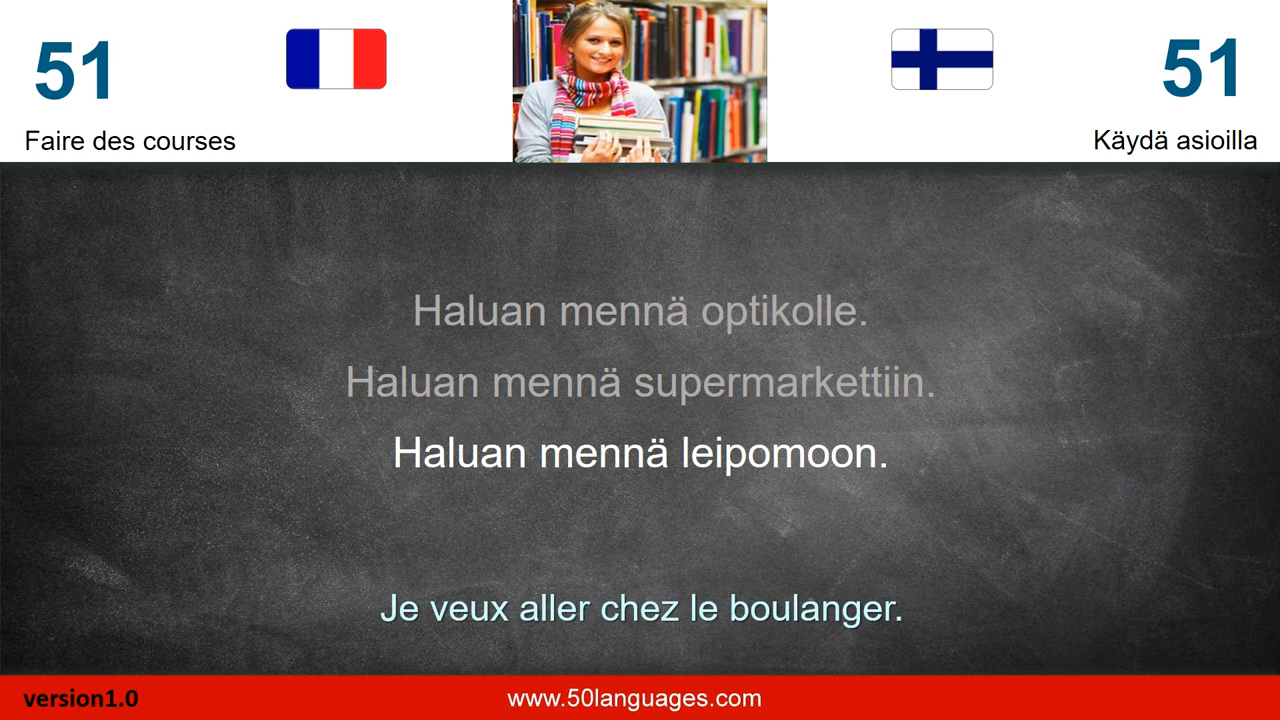 51
51
Faire des courses
Käydä asioilla
Haluan mennä optikolle.
Haluan mennä supermarkettiin.
Haluan mennä leipomoon.
Je veux aller chez le boulanger.
version1.0
www.50languages.com